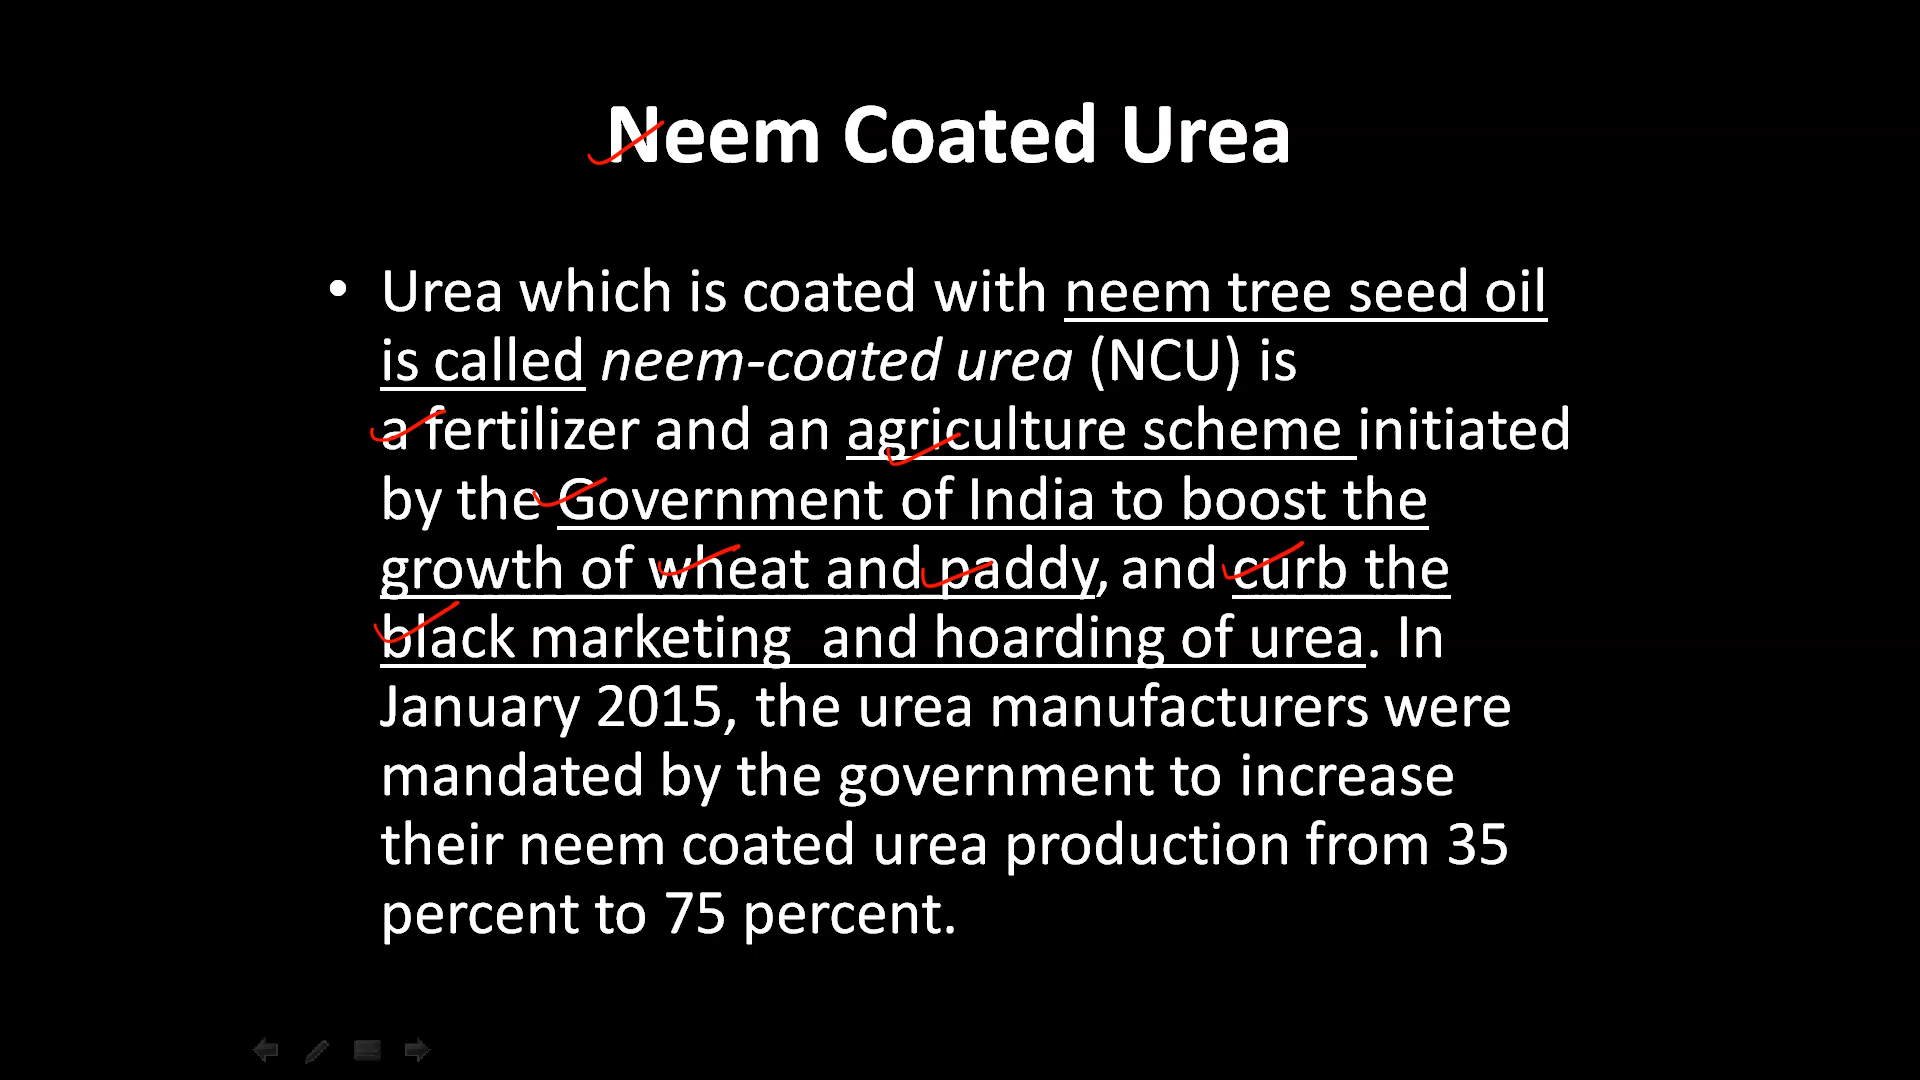 Neem Coated Urea
• Urea which is coated with neem tree seed oil
is called neem-coated urea (NCU) is
a fertilizer and an agriculture scheme initiated
by the Government of India to boost the
growth of wheat and paddy, and curb the
black marketing  and hoarding of urea. In
January 2015, the urea manufacturers were
mandated by the government to increase
their neem coated urea production from 35
percent to 75 percent.